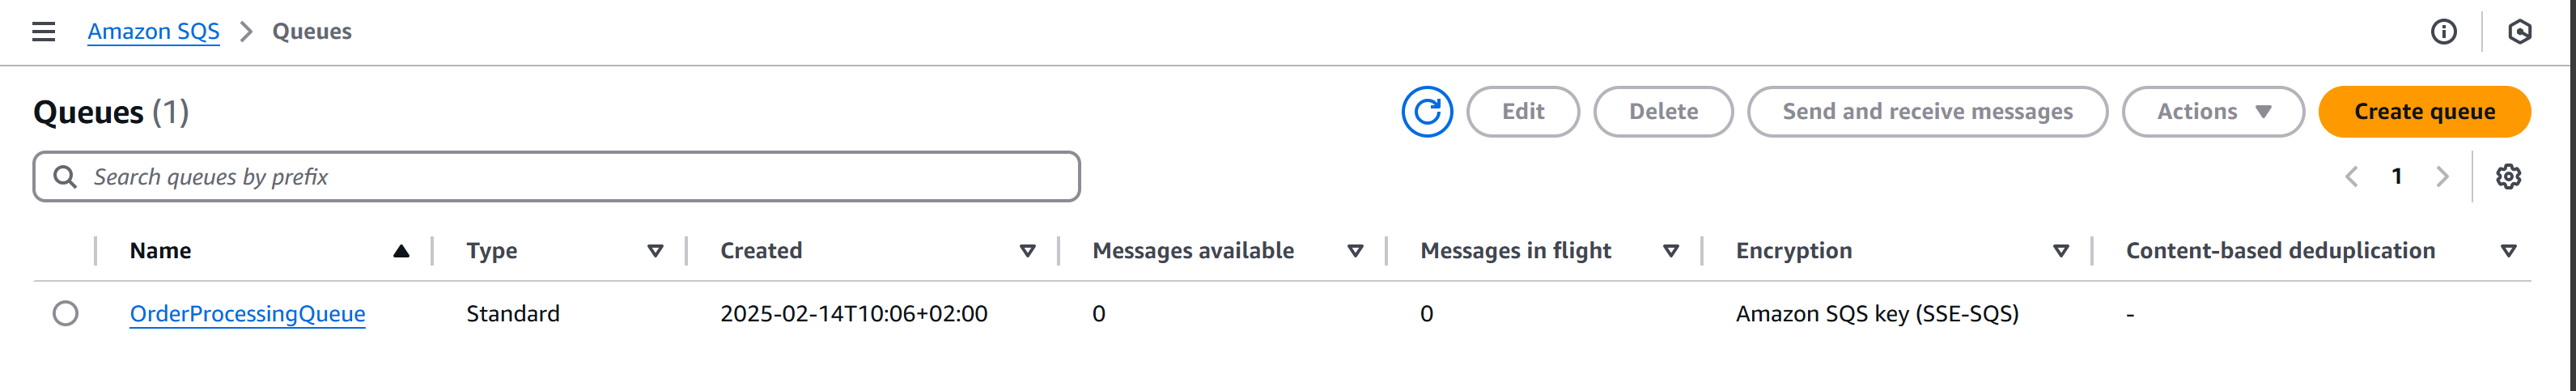 Amazon SQS > Queues
Queues (1) Edit Delete Send and receive messages Actions Create queue
Search queues by prefix 1
Name Type Created Messages available Messages in flight Encryption Content-based deduplication
OrderProcessingQueue Standard 2025-02-14T10:06+02:00 0 0 Amazon SQS key (SSE-SQS) -